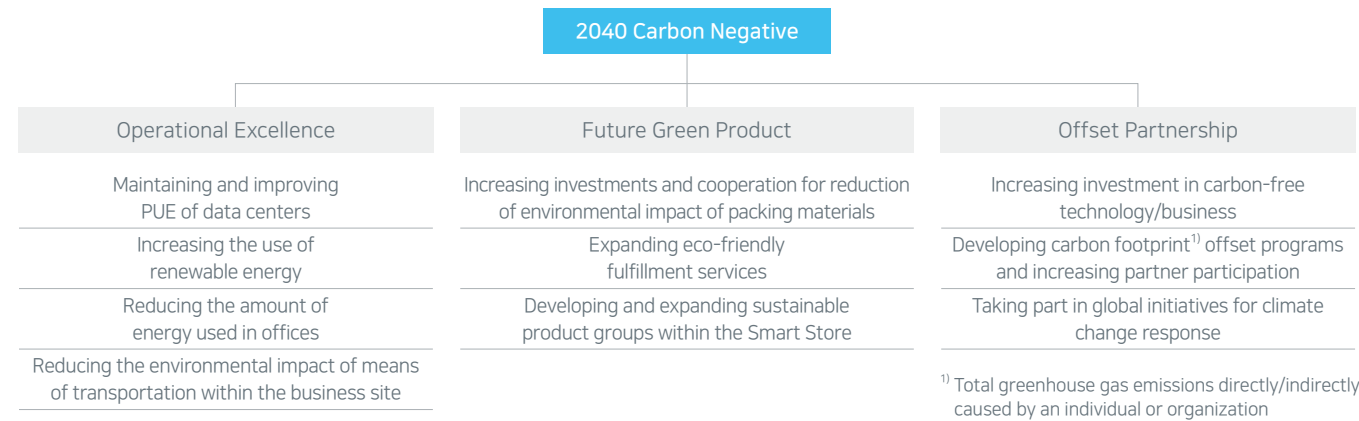 2040 Carbon Negative
Operational Excellence
Maintaining and improving
PUE of data centers
Increasing the use of
renewable energy
Reducing the amount of
energy used in offices
Reducing the environmental impact of means
of transportation within the business site
Future Green Product
Increasing investments and cooperation for reduction
of environmental impact of packing materials
Expanding eco-friendly
fulfillment services
Developing and expanding sustainable
product groups within the Smart Store
Offset Partnership
Increasing investment in carbon-free
technology/business
Developing carbon footprint1) offset programs
and increasing partner participation
Taking part in global initiatives for climate
change response
1) Total greenhouse gas emissions directly/indirectly
caused by an individual or organization